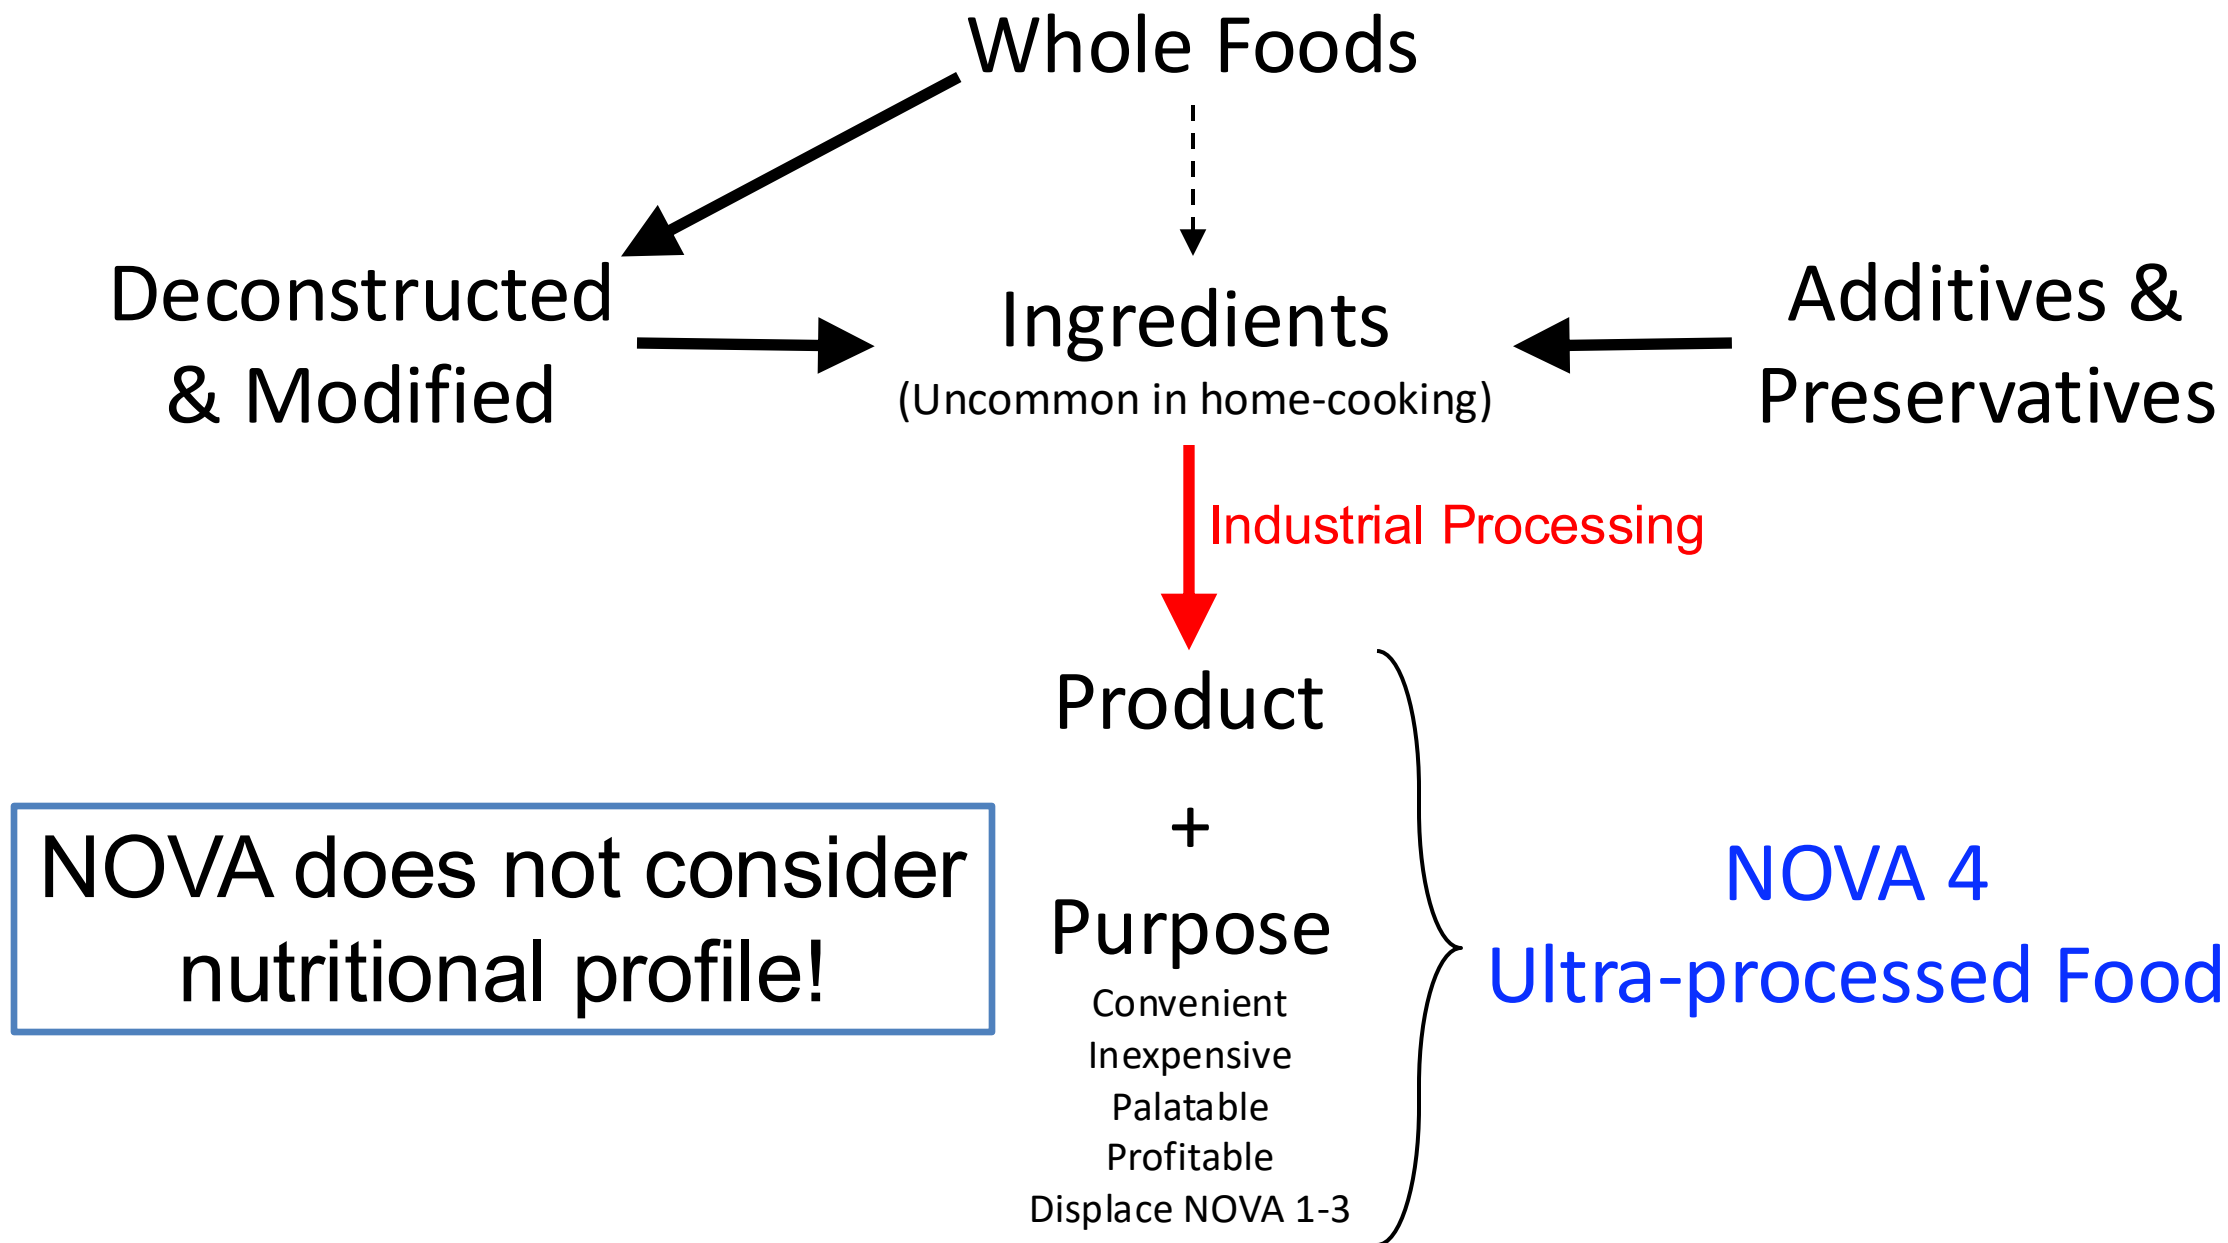 Whole Foods
Deconstructed
& Modified
Ingredients
(Uncommon in home-cooking)
Additives &
Preservatives
Industrial Processing
Product
+
Purpose
Convenient
Inexpensive
Palatable
Profitable
Displace NOVA 1-3
NOVA does not consider
nutritional profile!
NOVA 4
Ultra-processed Food